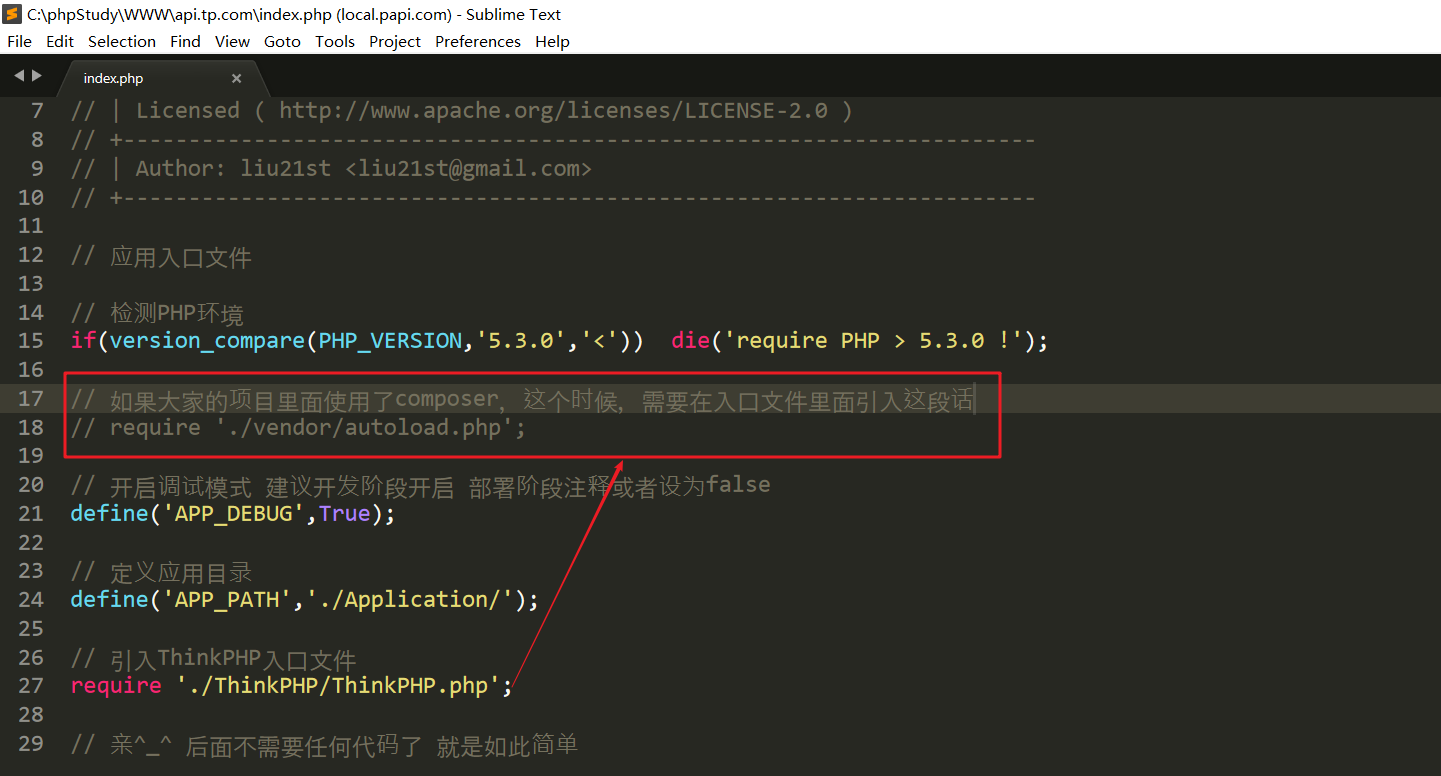 C:\phpStudy\WWW\api.tp.com\index.php (local.papi.com) - Sublime Text
File Edit Selection Find View Goto Tools Project Preferences Help
index.php
7 // | Licensed ( http://www.apache.org/licenses/LICENSE-2.0 )
8 // +----------------------------------------------------------------------
9 // | Author: liu21st <liu21st@gmail.com>
10 // +----------------------------------------------------------------------
11
12 // 应用入口文件
13
14 // 检测PHP环境
15 if(version_compare(PHP_VERSION,'5.3.0','<'))  die('require PHP > 5.3.0 !');
16
17 // 如果大家的项目里面使用了composer, 这个时候, 需要在入口文件里面引入这段话
18 // require './vendor/autoload.php';
19
20 // 开启调试模式 建议开发阶段开启 部署阶段注释或者设为false
21 define('APP_DEBUG',True);
22
23 // 定义应用目录
24 define('APP_PATH','./Application/');
25
26 // 引入ThinkPHP入口文件
27 require './ThinkPHP/ThinkPHP.php';
28
29 // 亲^_^ 后面不需要任何代码了 就是如此简单